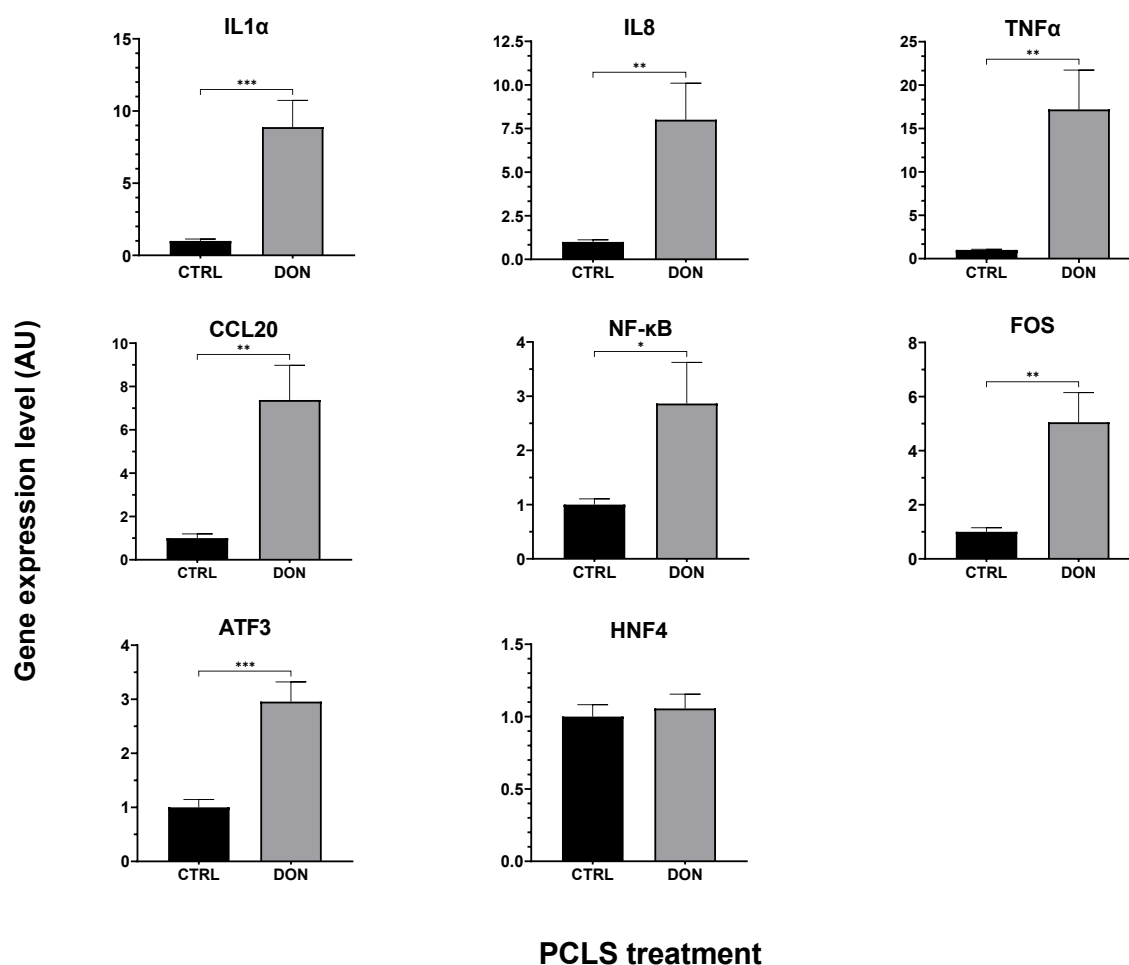 IL1α
15
***
10
5
0
CTRL DON
IL8
12.5
**
10.0
7.5
5.0
2.5
0.0
CTRL DON
TNFα
25
**
20
15
10
5
0
CTRL DON
Gene expression level (AU)
CCL20
10
**
8
6
4
2
0
CTRL DON
NF-κB
4
*
3
2
1
0
CTRL DON
FOS
8
**
6
4
2
0
CTRL DON
ATF3
4
***
3
2
1
0
CTRL DON
HNF4
1.5
1.0
0.5
0.0
CTRL DON
PCLS treatment